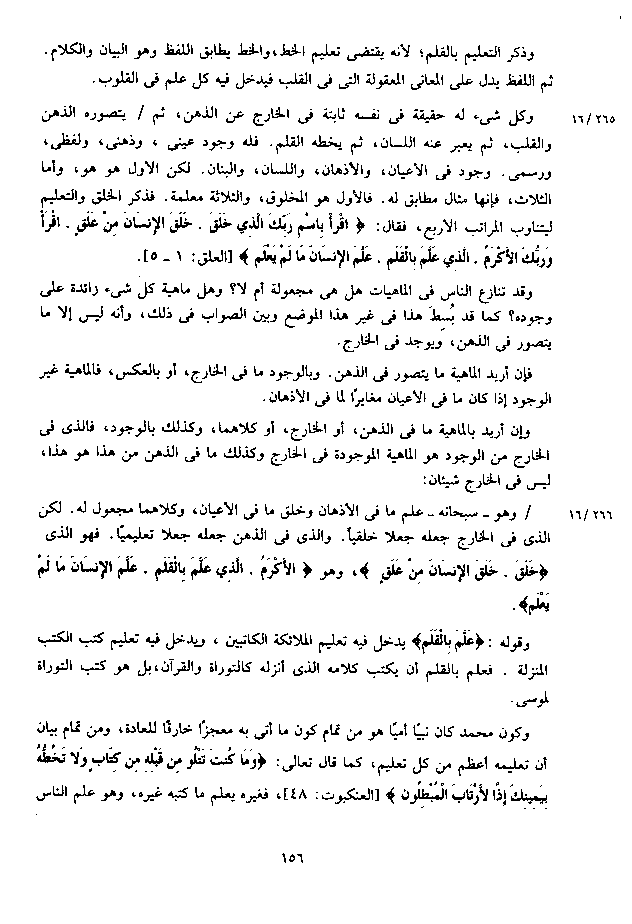 وذكر التعليم بالقلم؛ لأنه يقتضى تعليم الخط، والخط يطابق اللفظ وهو البيان والكلام.
ثم اللفظ يدل على المعانى المعقولة التى فى القلب فيدخل فيه كل علم فى القلوب.
١٦/٢٦٥ وكل شىء له حقيقة فى نفسه ثابتة فى الخارج عن الذهن، ثم / يتصوره الذهن
والقلب، ثم يعبر عنه اللسان، ثم يخطه القلم. فله وجود عينى ، وذهنى، ولفظى،
ورسمى. وجود فى الأعيان، والأذهان، واللسان، والبنان. لكن الأول هو هو، وأما
الثلاث، فإنها مثال مطابق له. فالأول هو المخلوق، والثلاثة معلمة. فذكر الخلق والتعليم
ليتناوب المراتب الأربع، فقال: ﴿ اقْرَأْ بِاسْمِ رَبِّكَ الَّذِي خَلَقَ . خَلَقَ الإِنسَانَ مِنْ عَلَقٍ . اقْرَأْ
وَرَبُّكَ الأَكْرَمُ . الَّذِي عَلَّمَ بِالْقَلَمِ . عَلَّمَ الإِنسَانَ مَا لَمْ يَعْلَم ﴾ [العلق: ١ ـ ٥].
وقد تنازع الناس فى الماهيات هل هى مجعولة أم لا؟ وهل ماهية كل شىء زائدة على
وجوده؟ كما قد بُسِطَ هذا فى غير هذا الموضع وبين الصواب فى ذلك، وأنه ليس إلا ما
يتصور فى الذهن، ويوجد فى الخارج.
فإن أريد الماهية ما يتصور فى الذهن. وبالوجود ما فى الخارج، أو بالعكس، فالماهية غير
الوجود إذا كان ما فى الأعيان مغايرًا لما فى الأذهان.
وإن أريد بالماهية ما فى الذهن، أو الخارج، أو كلاهما، وكذلك بالوجود، فالذى فى
الخارج من الوجود هو الماهية الموجودة فى الخارج وكذلك ما فى الذهن من هذا هو هذا،
ليس فى الخارج شيئان:
١٦/٢٦٦ / وهو ـ سبحانه ـ علم ما فى الأذهان وخلق ما فى الأعيان، وكلاهما مجعول له. لكن
الذى فى الخارج جعله جعلا خلقياً. والذى فى الذهن جعله جعلا تعليميًا. فهو الذى
﴿خَلَقَ . خَلَقَ الإِنسَانَ مِنْ عَلَقٍ ﴾، وهو ﴿ الأَكْرَمُ . الَّذِي عَلَّمَ بِالْقَلَمِ . عَلَّمَ الإِنسَانَ مَا لَمْ
يَعْلَم﴾.
وقوله :﴿عَلَّمَ بِالْقَلَمِ﴾ يدخل فيه تعليم الملائكة الكاتبين ، ويدخل فيه تعليم كتب الكتب
المنزلة . فعلم بالقلم أن يكتب كلامه الذى أنزله كالتوراة والقرآن، بل هو كتب التوراة
لموسى.
وكون محمد كان نبيًا أميًا هو من تمام كون ما أتى به معجزًا خارقًا للعادة، ومن تمام بيان
أن تعليمه أعظم من كل تعليم، كما قال تعالى: ﴿وَمَا كُنتَ تَتْلُو مِن قَبْلِهِ مِن كِتَابٍ وَلا تَخُطُّهُ
بِيَمِينِكَ إِذًا لَّارْتَابَ الْمُبْطِلُون ﴾ [العنكبوت: ٤٨]، فغيره يعلم ما كتبه غيره، وهو علم الناس
١٥٦